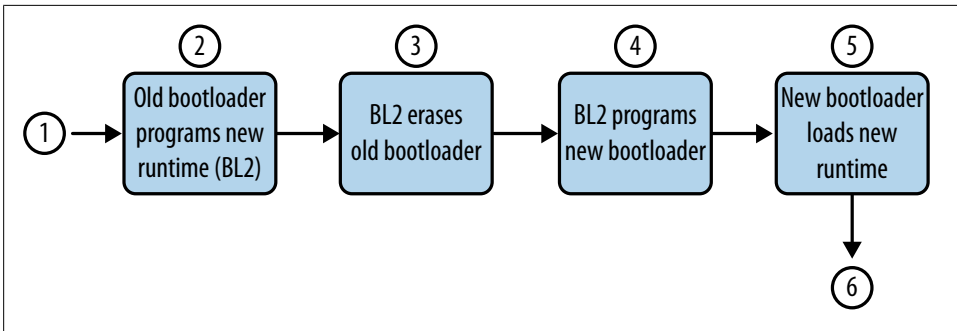 2
3
4
5
1
Old bootloader
programs new
runtime (BL2)
BL2 erases
old bootloader
BL2 programs
new bootloader
New bootloader
loads new
runtime
6